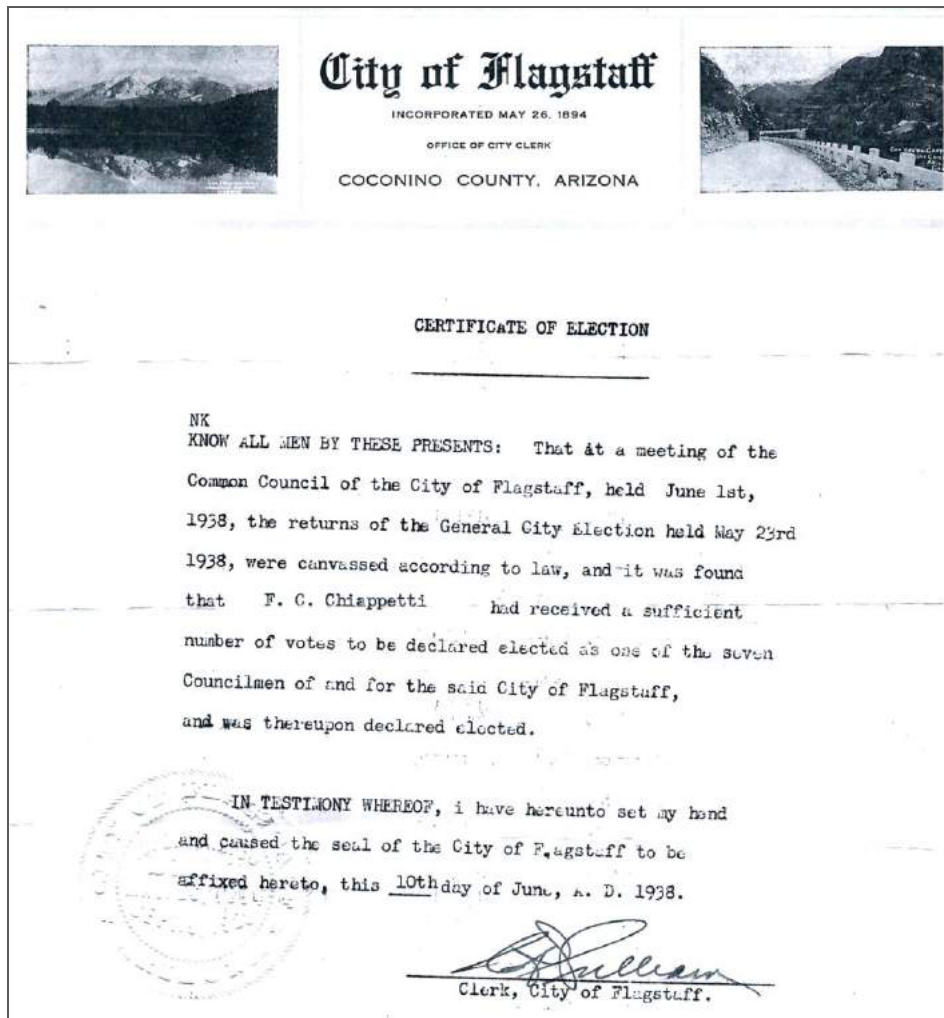 City of Flagstaff
INCORPORATED MAY 26, 1894
OFFICE OF CITY CLERK
COCONINO COUNTY, ARIZONA
CERTIFICATE OF ELECTION
NK
KNOW ALL MEN BY THESE PRESENTS: That at a meeting of the
Common Council of the City of Flagstaff, held June 1st,
1938, the returns of the General City Election held May 23rd
1938, were canvassed according to law, and it was found
that F. C. Chiappetti had received a sufficient
number of votes to be declared elected as one of the seven
Councilmen of and for the said City of Flagstaff,
and was thereupon declared elected.
IN TESTIMONY WHEREOF, i have hereunto set my hand
and caused the seal of the City of F,agstaff to be
affixed hereto, this 10th day of June, A. D. 1938.
Pulliam
Clerk, City of Flagstaff.